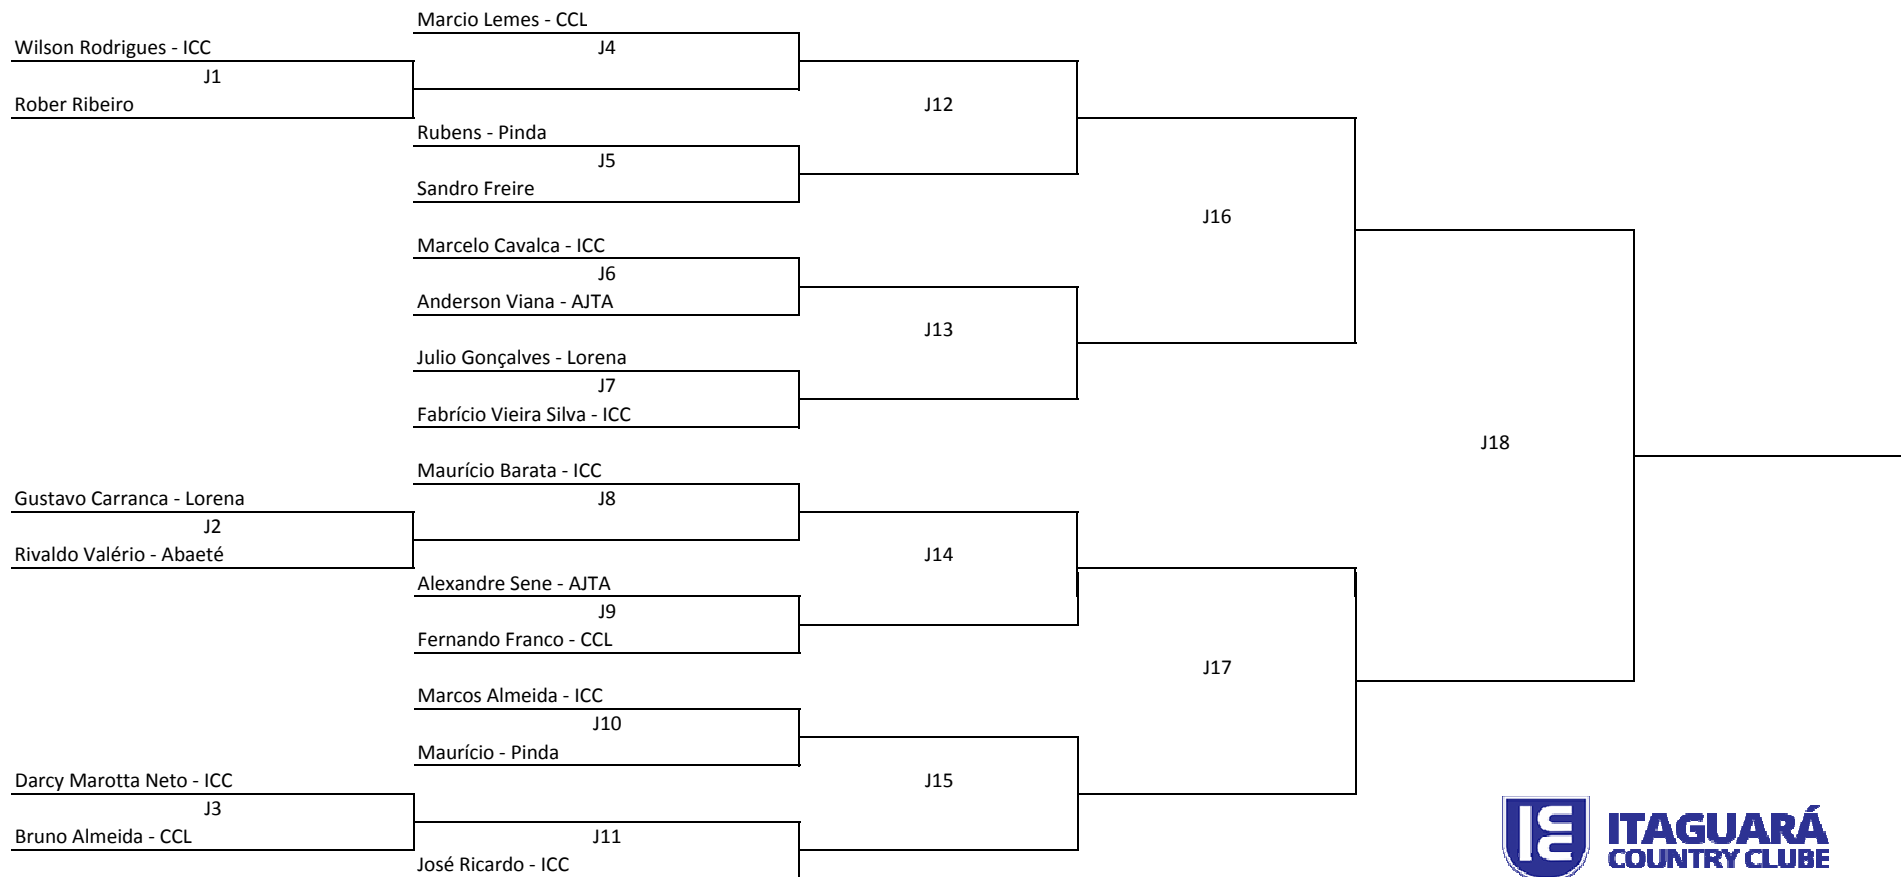 Marcio Lemes - CCL
Wilson Rodrigues - ICC
J4
J1
Rober Ribeiro
J12
Rubens - Pinda
J5
Sandro Freire
J16
Marcelo Cavalca - ICC
J6
Anderson Viana - AJTA
J13
Julio Gonçalves - Lorena
J7
Fabrício Vieira Silva - ICC
J18
Maurício Barata - ICC
Gustavo Carranca - Lorena
J8
J2
Rivaldo Valério - Abaeté
J14
Alexandre Sene - AJTA
J9
Fernando Franco - CCL
J17
Marcos Almeida - ICC
J10
Maurício - Pinda
Darcy Marotta Neto - ICC
J15
J3
Bruno Almeida - CCL
J11
José Ricardo - ICC
ITAGUARÁ
COUNTRY CLUBE